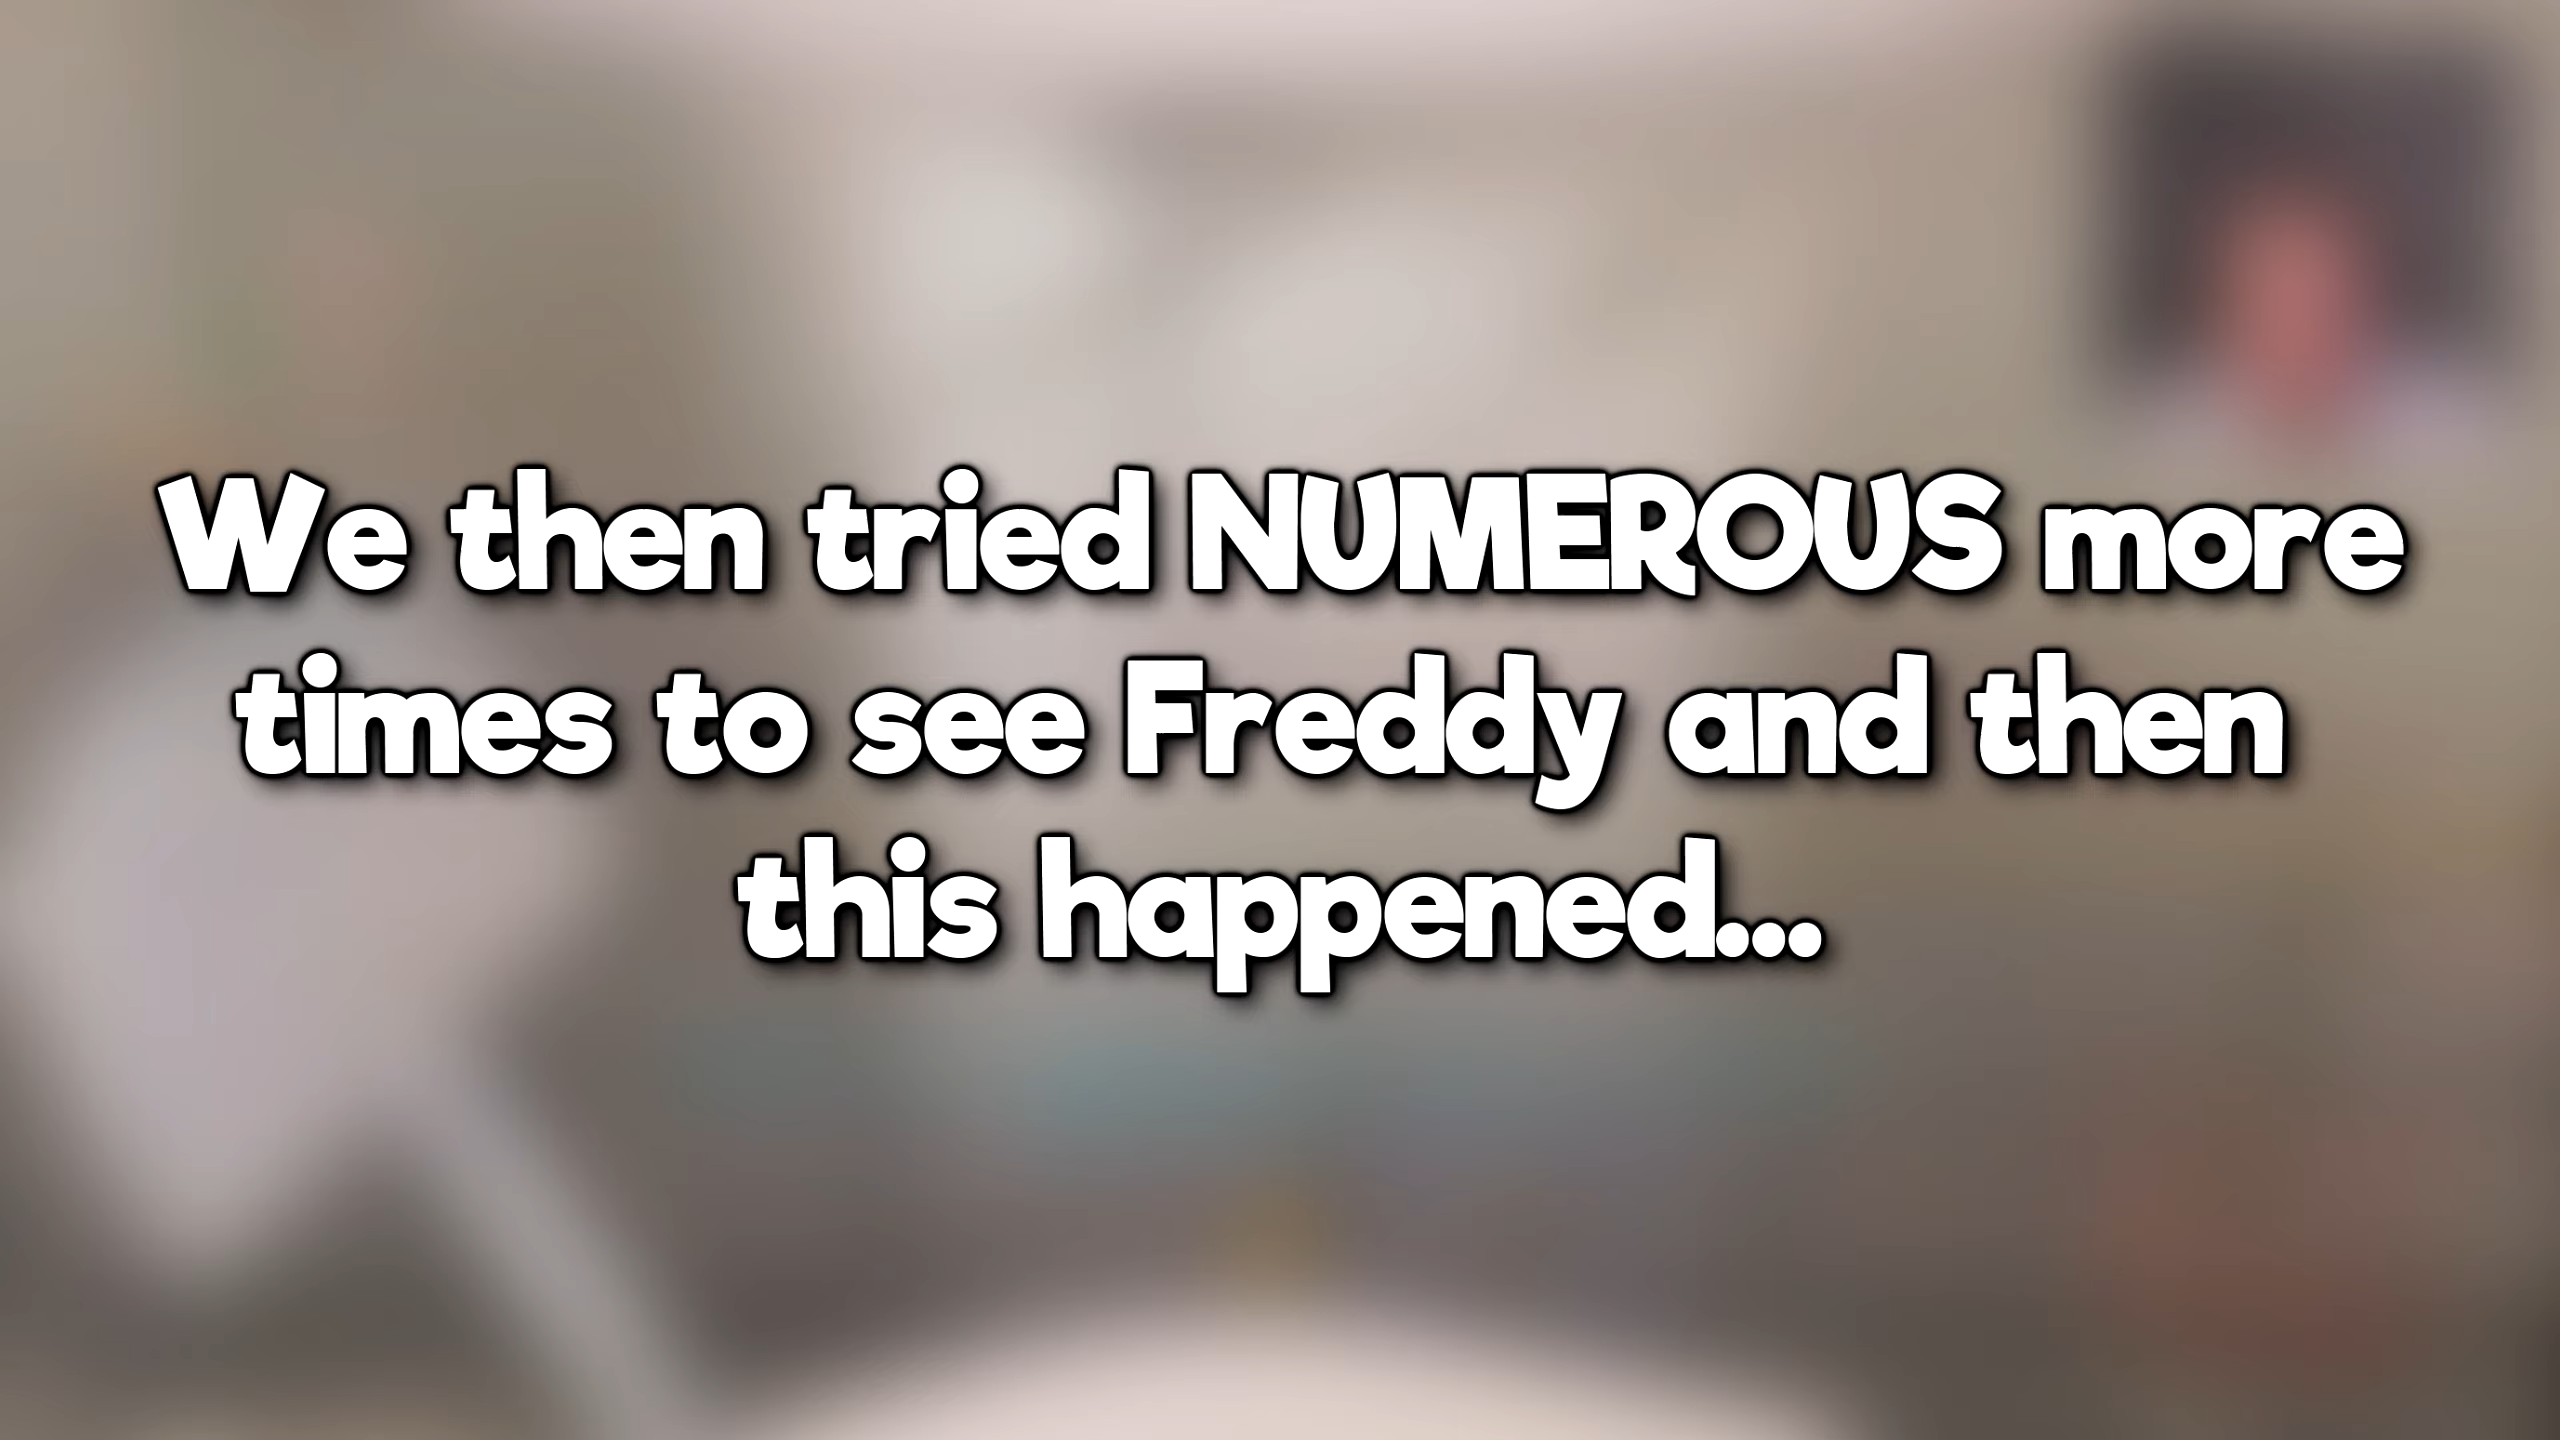 We then tried NUMEROUS more
times to see Freddy and then
this happened...